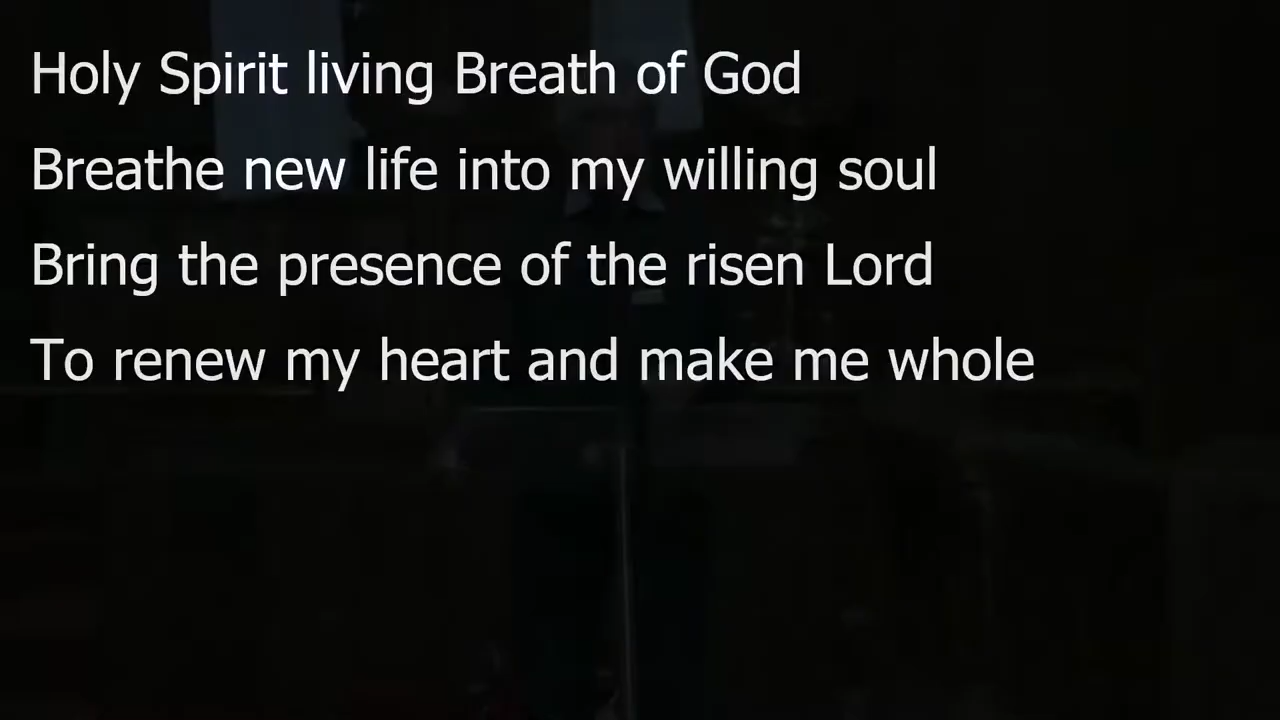 Holy Spirit living Breath of God
Breathe new life into my willing soul
Bring the presence of the risen Lord
To renew my heart and make me whole